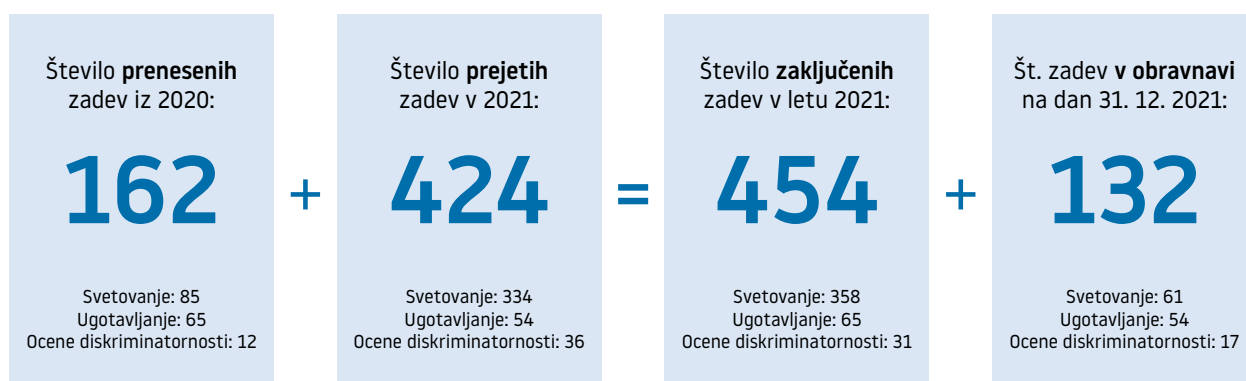 Število prenesenih
zadev iz 2020:
162
Svetovanje: 85
Ugotavljanje: 65
Ocene diskriminatornosti: 12
+
Število prejetih
zadev v 2021:
424
Svetovanje: 334
Ugotavljanje: 54
Ocene diskriminatornosti: 36
=
Število zaključenih
zadev v letu 2021:
454
Svetovanje: 358
Ugotavljanje: 65
Ocene diskriminatornosti: 31
+
Št. zadev v obravnavi
na dan 31. 12. 2021:
132
Svetovanje: 61
Ugotavljanje: 54
Ocene diskriminatornosti: 17